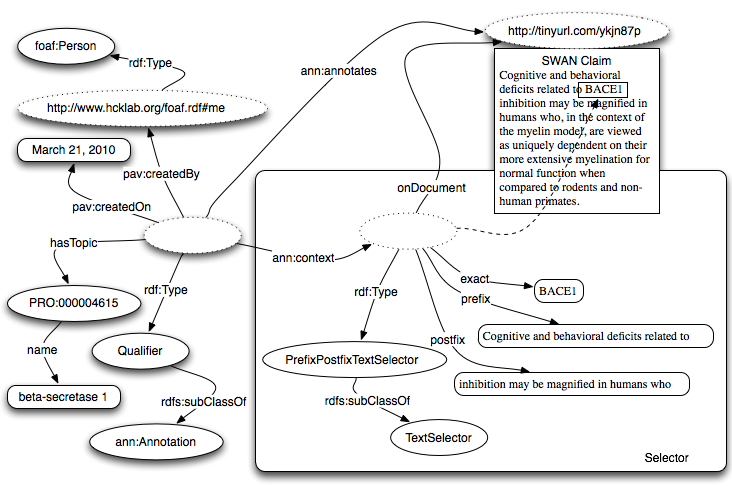 foaf:Person
rdf:Type
http://www.hcklab.org/foaf.rdf#me
March 21, 2010
pav:createdBy
pav:createdOn
hasTopic
PRO:000004615
name
beta-secretase 1
rdf:Type
Qualifier
rdfs:subClassOf
ann:Annotation
ann:annotates
ann:context
http://tinyurl.com/ykjn87p
SWAN Claim
Cognitive and behavioral
deficits related to BACE1
inhibition may be magnified in
humans who, in the context of
the myelin model, are viewed
as uniquely dependent on their
more extensive myelination for
normal function when
compared to rodents and non-
human primates.
onDocument
exact
BACE1
prefix
Cognitive and behavioral deficits related to
postfix
inhibition may be magnified in humans who
rdf:Type
PrefixPostfixTextSelector
rdfs:subClassOf
TextSelector
Selector